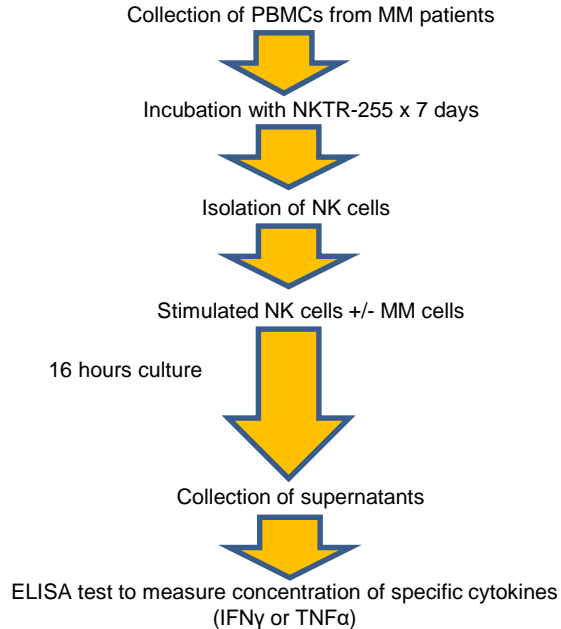 Collection of PBMCs from MM patients
Incubation with NKTR-255 x 7 days
Isolation of NK cells
Stimulated NK cells +/- MM cells
16 hours culture
Collection of supernatants
ELISA test to measure concentration of specific cytokines
(IFNγ or TNFα)